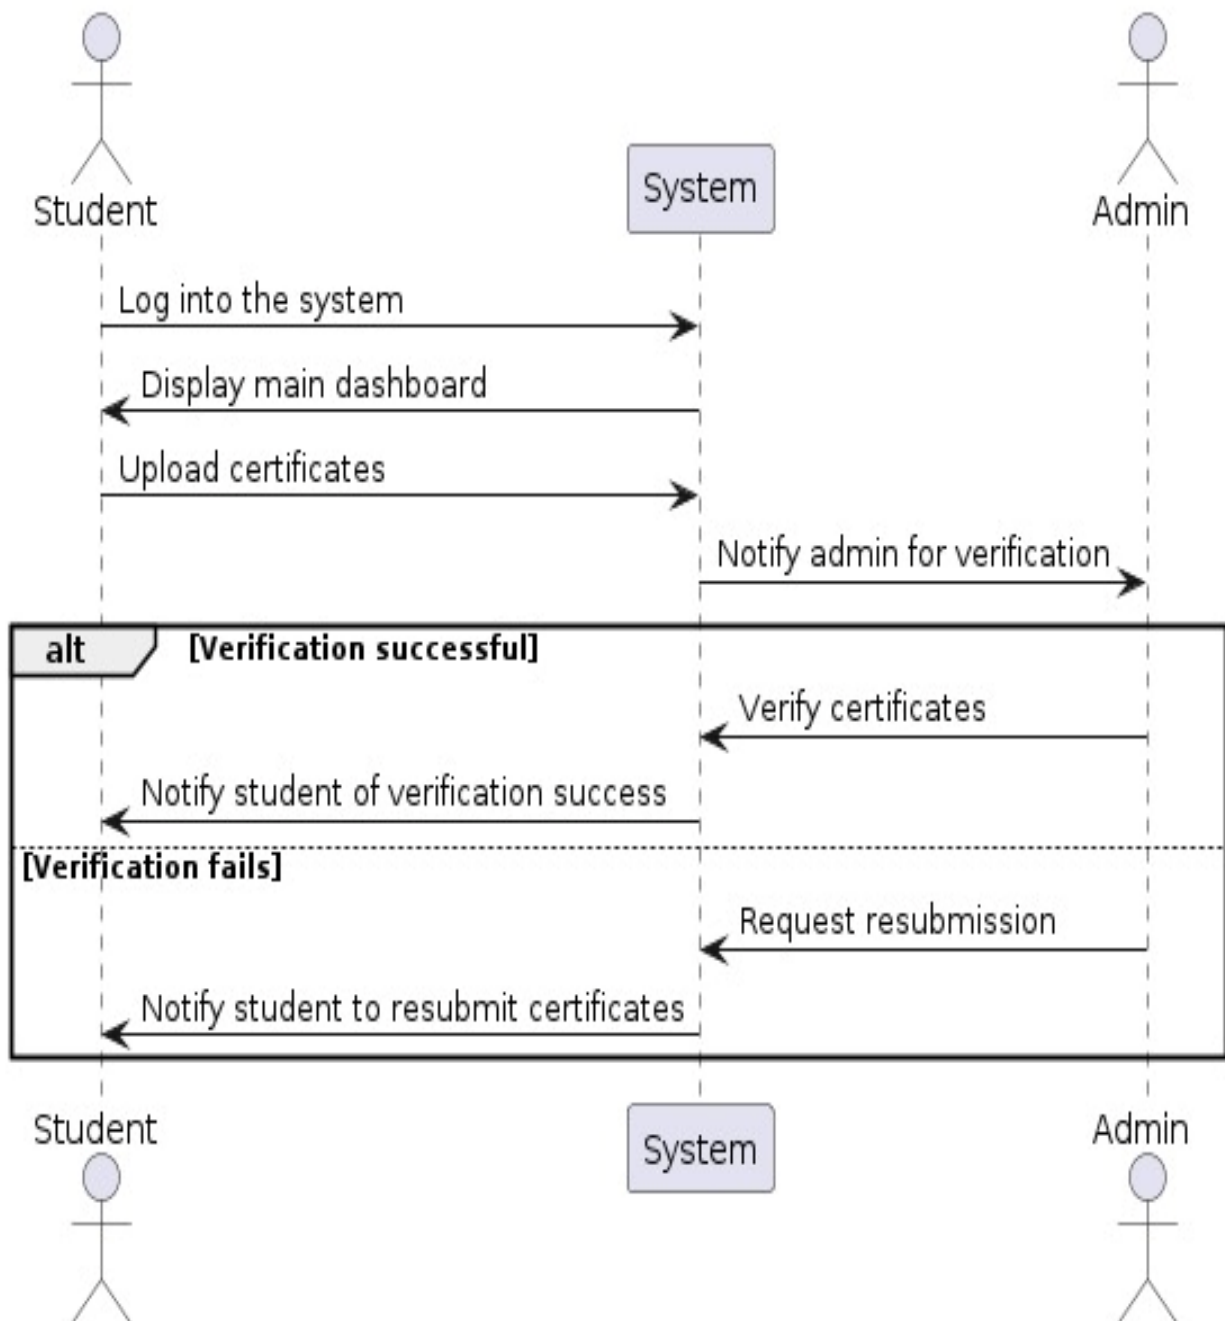 Student
System
Admin
Log into the system
Display main dashboard
Upload certificates
Notify admin for verification
alt
[Verification successful]
Verify certificates
Notify student of verification success
[Verification fails]
Request resubmission
Notify student to resubmit certificates
Student
System
Admin